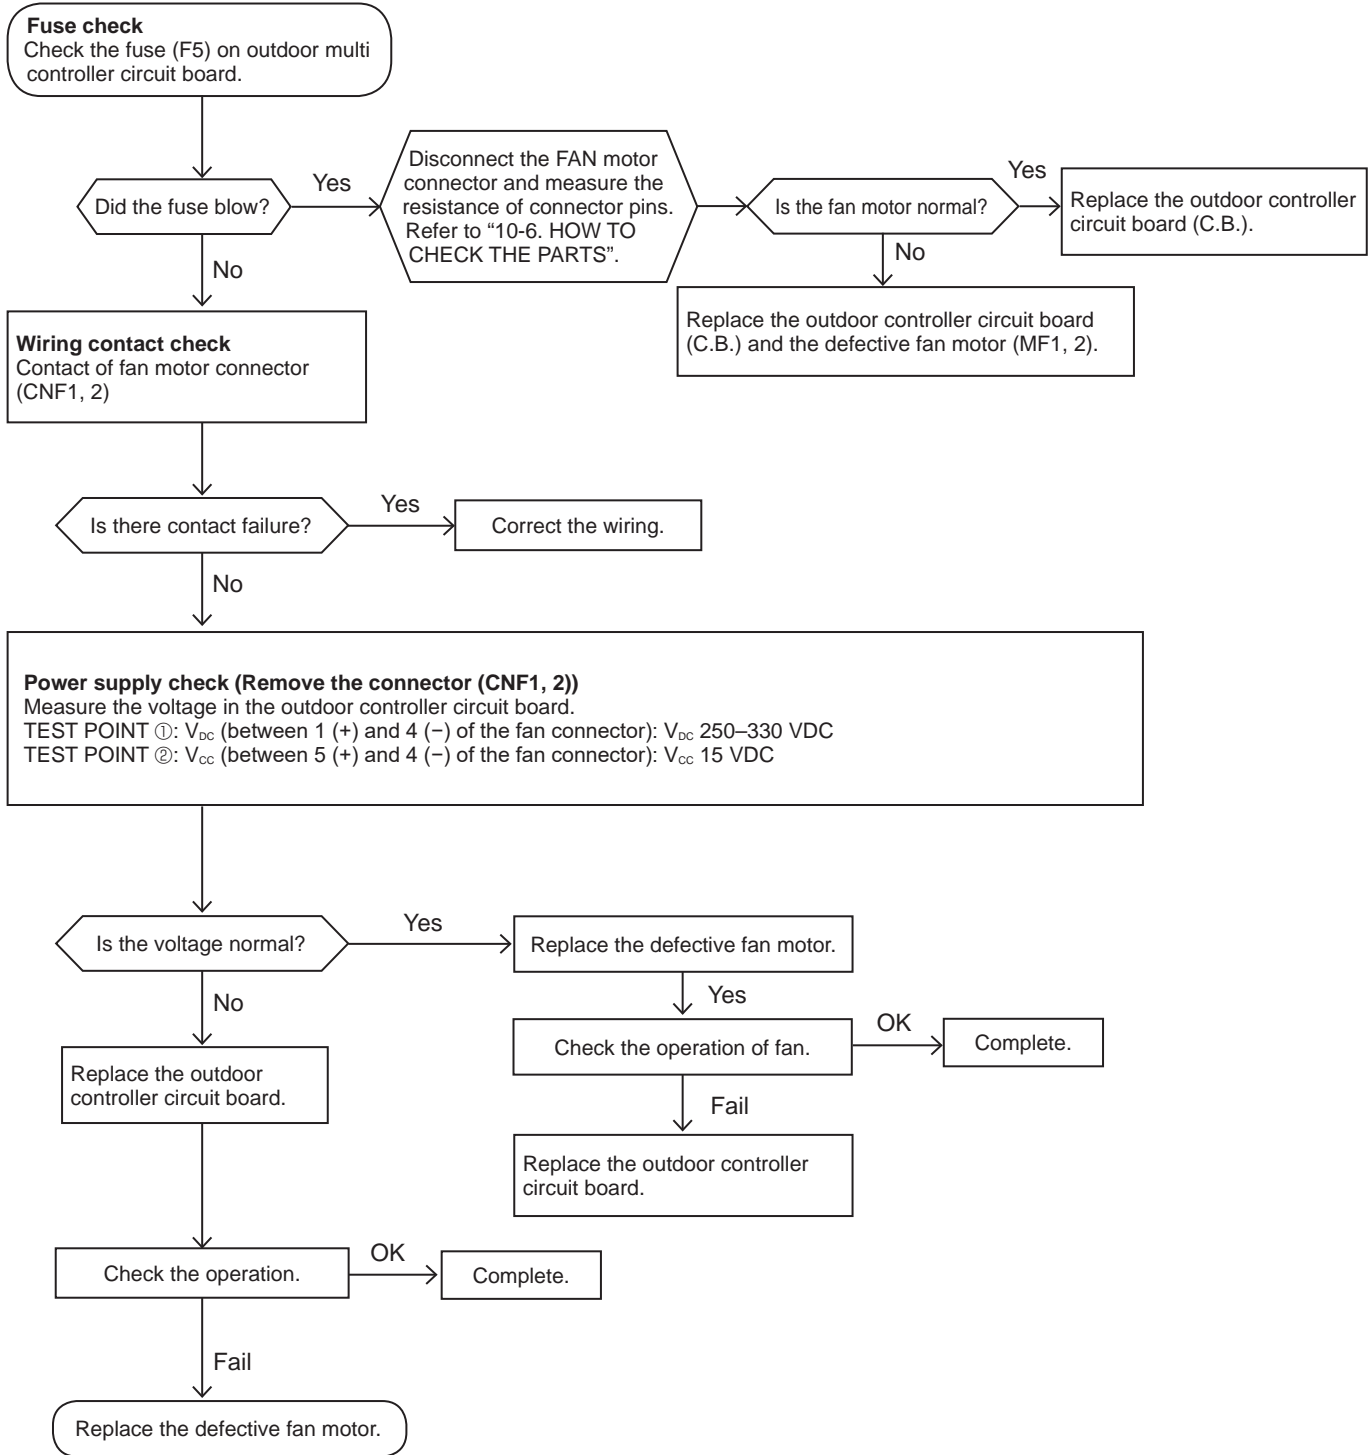 Fuse check
Check the fuse (F5) on outdoor multi
controller circuit board.
Did the fuse blow?
Yes
Disconnect the FAN motor
connector and measure the
resistance of connector pins.
Refer to “10-6. HOW TO
CHECK THE PARTS”.
Is the fan motor normal?
Yes
Replace the outdoor controller
circuit board (C.B.).
No
Replace the outdoor controller circuit board
(C.B.) and the defective fan motor (MF1, 2).
No
Wiring contact check
Contact of fan motor connector
(CNF1, 2)
Is there contact failure?
Yes
Correct the wiring.
No
Power supply check (Remove the connector (CNF1, 2))
Measure the voltage in the outdoor controller circuit board.
TEST POINT ①: VDC (between 1 (+) and 4 (−) of the fan connector): VDC 250–330 VDC
TEST POINT ②: VCC (between 5 (+) and 4 (−) of the fan connector): VCC 15 VDC
Is the voltage normal?
Yes
Replace the defective fan motor.
Yes
Check the operation of fan.
OK
Complete.
Fail
Replace the outdoor controller
circuit board.
No
Replace the outdoor
controller circuit board.
Check the operation.
OK
Complete.
Fail
Replace the defective fan motor.